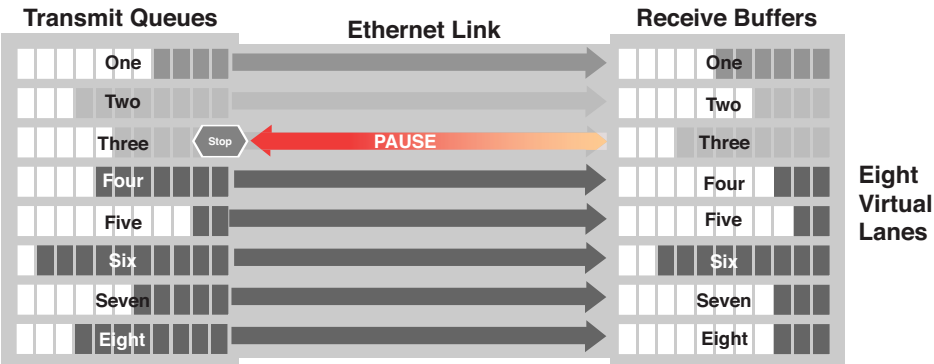 Transmit Queues
Ethernet Link
Receive Buffers
One
One
Two
Two
Three
Stop
PAUSE
Three
Four
Four
Five
Five
Six
Six
Seven
Seven
Eight
Eight
Eight
Virtual
Lanes